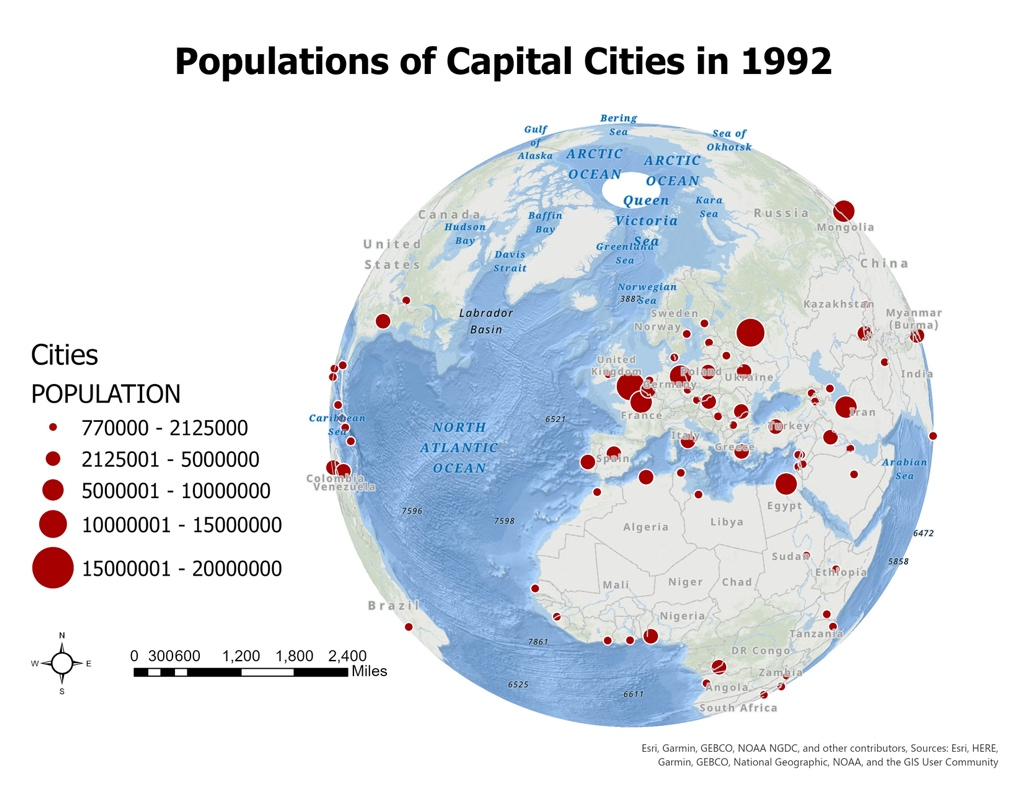 Populations of Capital Cities in 1992
Bering
Sea
Gulf
of
Alaska
Sea of
Okhotsk
ARCTIC
OCEAN
ARCTIC
OCEAN
Queen
Victoria
Sea
Kara
Sea
Canada
Baffin
Bay
Hudson
Bay
Russia
Mongolia
United
States
Greenland
Sea
Davis
Strait
China
Norwegian
Sea
3887
Kazakhstan
Labrador
Basin
Sweden
Norway
Myanmar
(Burma)
Cities
POPULATION
770000 - 2125000
2125001 - 5000000
5000001 - 10000000
10000001 - 15000000
15000001 - 20000000
United
Kingdom
Poland
Germany
Ukraine
India
France
Iran
Caribbean
Sea
6521
NORTH
ATLANTIC
OCEAN
Turkey
Italy
Greece
Spain
Arabian
Sea
Colombia
Venezuela
Egypt
7596
7598
Algeria
Libya
6472
5858
Sudan
Ethiopia
Mali
Niger
Chad
Brazil
Nigeria
Tanzania
7861
DR Congo
Zambia
6525
6611
Angola
South Africa
N
W
E
S
0 300600 1,200 1,800 2,400
Miles
Esri, Garmin, GEBCO, NOAA NGDC, and other contributors, Sources: Esri, HERE,
Garmin, GEBCO, National Geographic, NOAA, and the GIS User Community